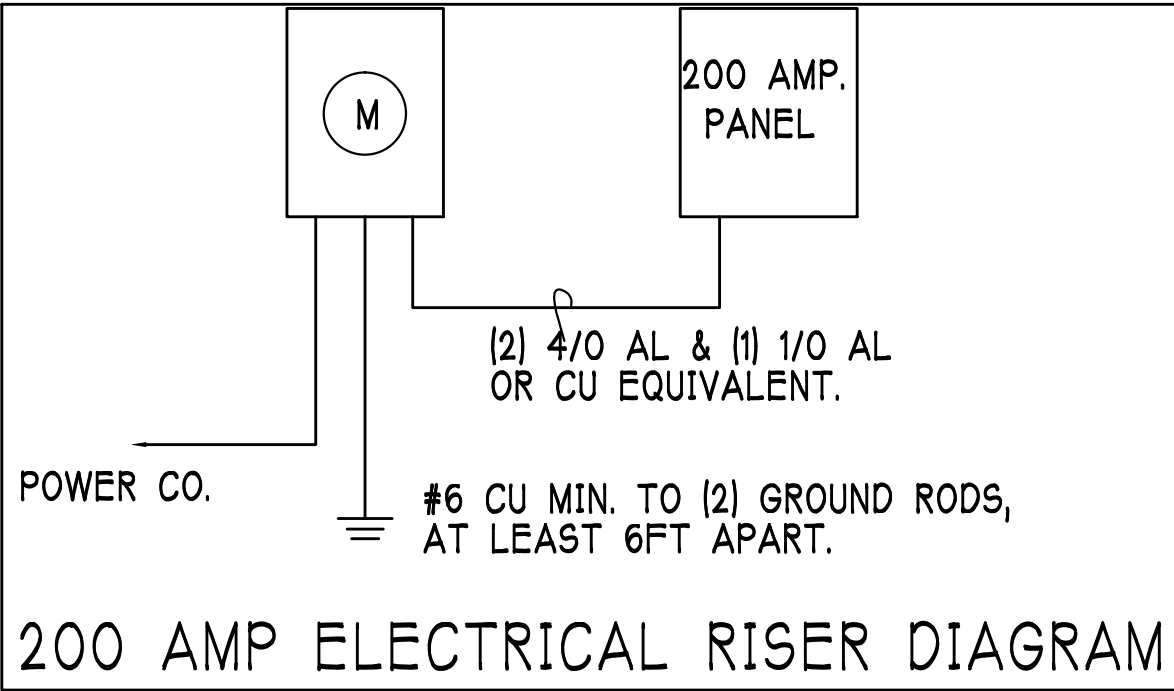 M
200 AMP.
PANEL
(2) 4/0 AL & (1) 1/0 AL
OR CU EQUIVALENT.
POWER CO.
#6 CU MIN. TO (2) GROUND RODS,
AT LEAST 6FT APART.
200 AMP ELECTRICAL RISER DIAGRAM